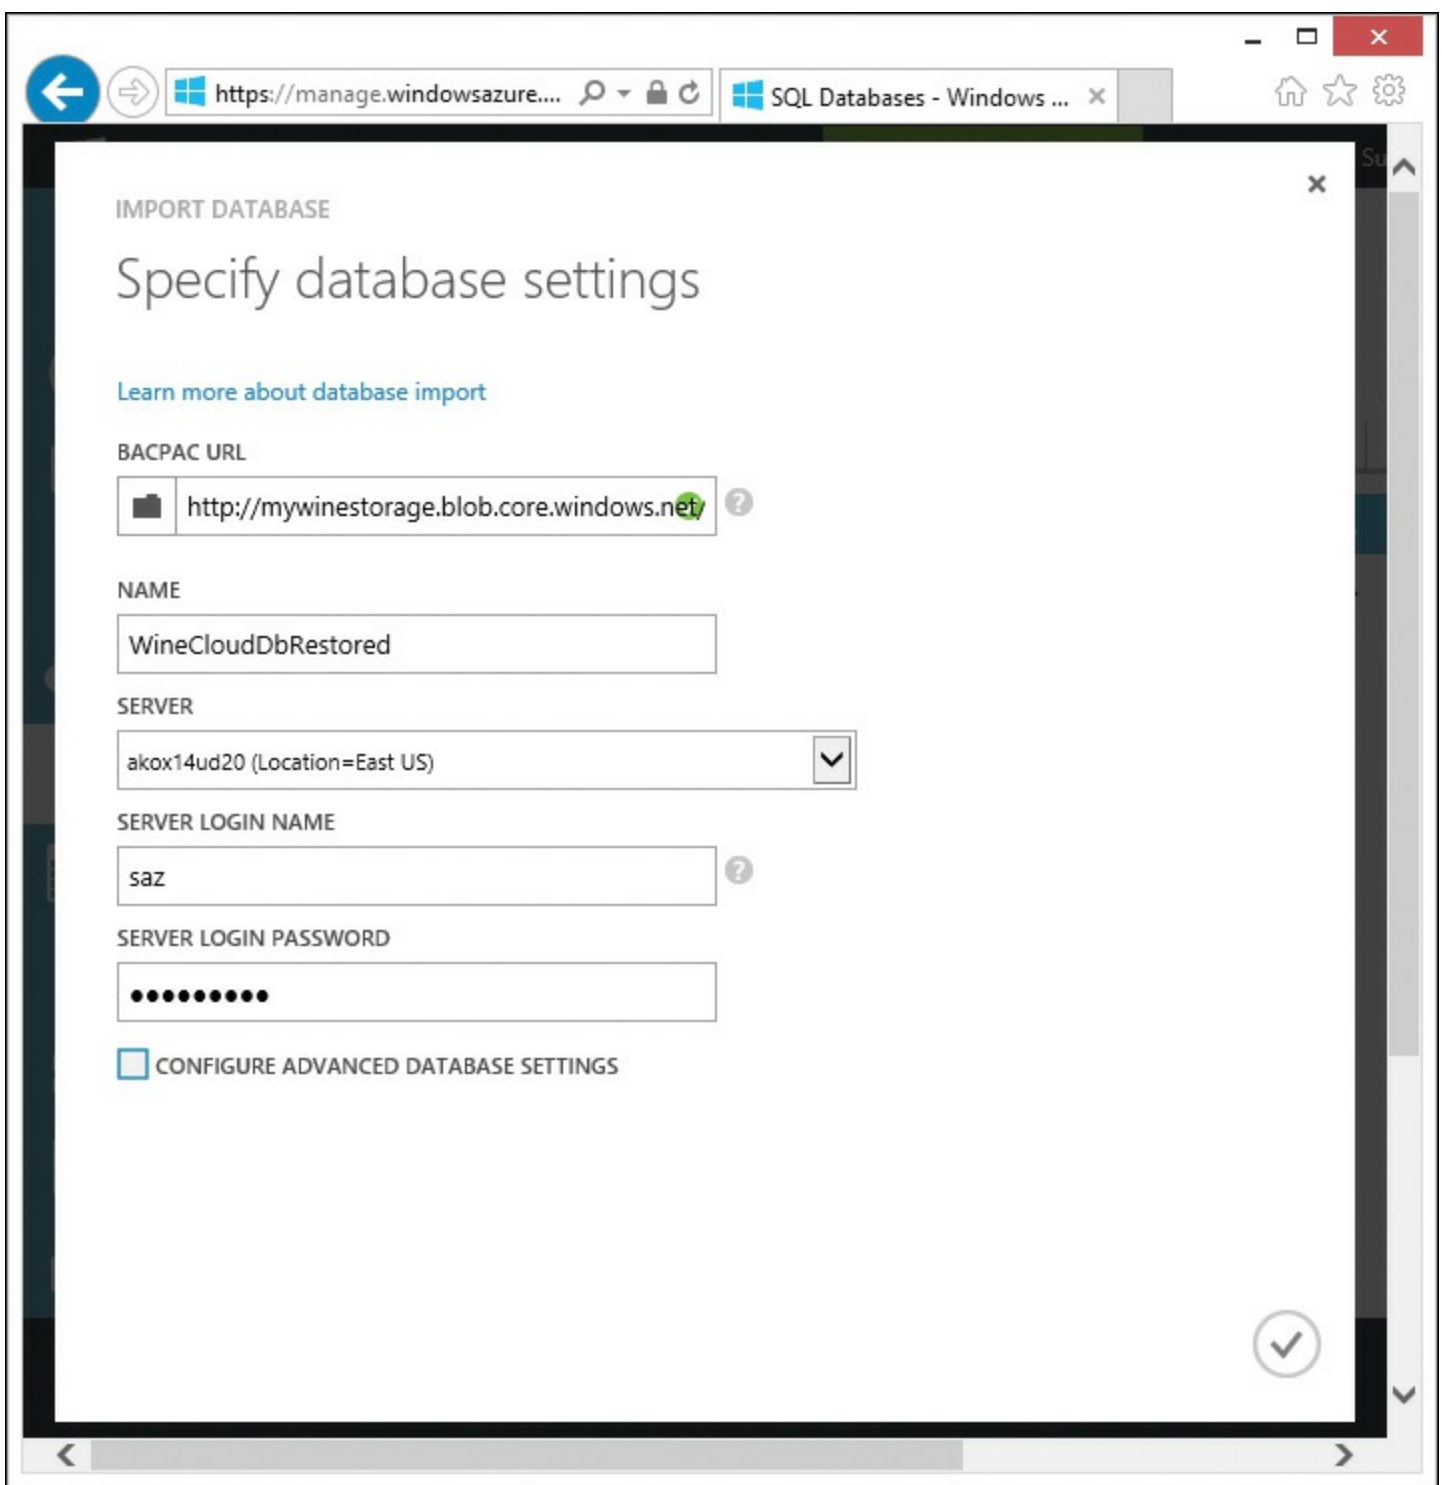 https://manage.windowsazure....
SQL Databases - Windows ...
Su
IMPORT DATABASE
Specify database settings
Learn more about database import
BACPAC URL
http://mywinestorage.blob.core.windows.net/
NAME
WineCloudDbRestored
SERVER
akox14ud20 (Location=East US)
SERVER LOGIN NAME
saz
SERVER LOGIN PASSWORD
•••••••••
CONFIGURE ADVANCED DATABASE SETTINGS